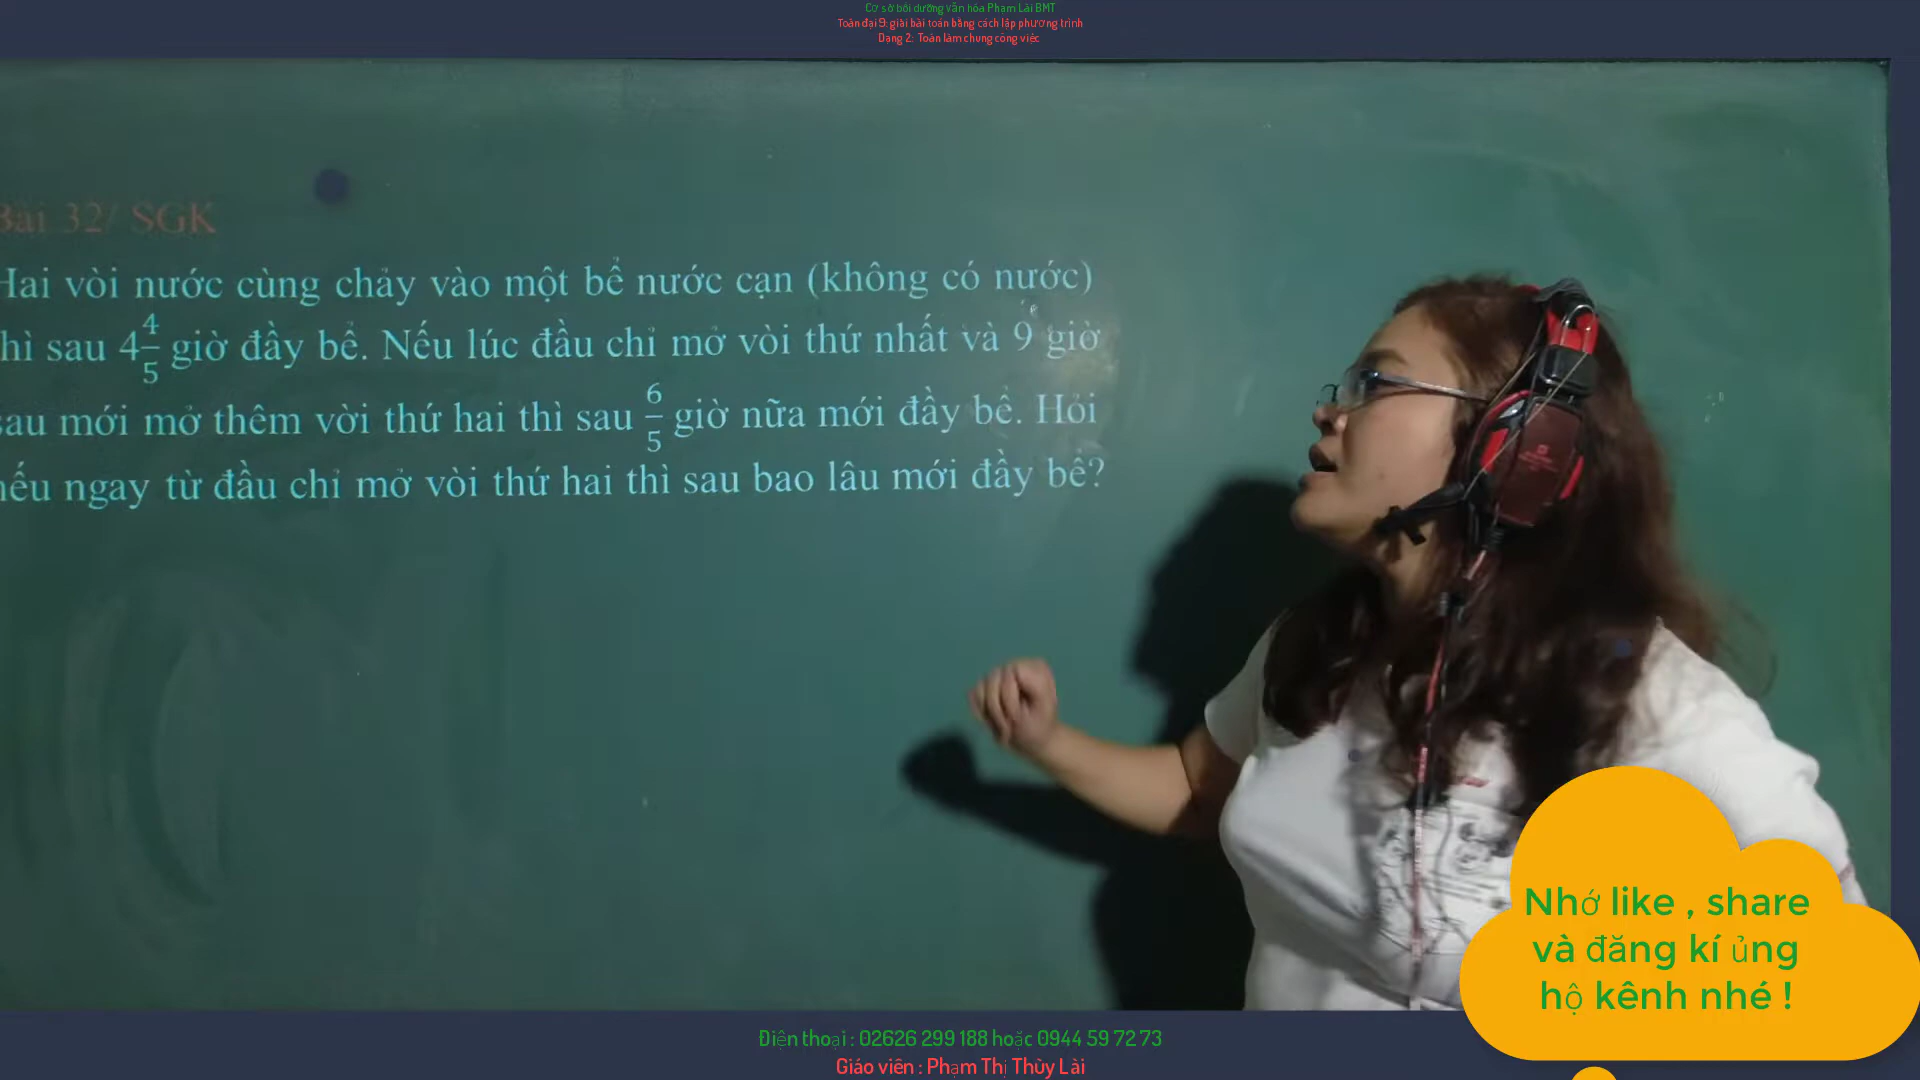 Cơ sở bồi dưỡng văn hóa Phạm Lài BMT
Toán đại 9: giải bài toán bằng cách lập phương trình
Dạng 2: Toán làm chung công việc
Bài 32/ SGK
Hai vòi nước cùng chảy vào một bể nước cạn (không có nước)
thì sau 4 4/5 giờ đầy bể. Nếu lúc đầu chỉ mở vòi thứ nhất và 9 giờ
sau mới mở thêm vời thứ hai thì sau 6/5 giờ nữa mới đầy bể. Hỏi
nếu ngay từ đầu chỉ mở vòi thứ hai thì sau bao lâu mới đầy bể?
Nhớ like , share
và đăng kí ủng
hộ kênh nhé !
Điện thoại : 02626 299 188 hoặc 0944 59 72 73
Giáo viên : Phạm Thị Thùy Lài